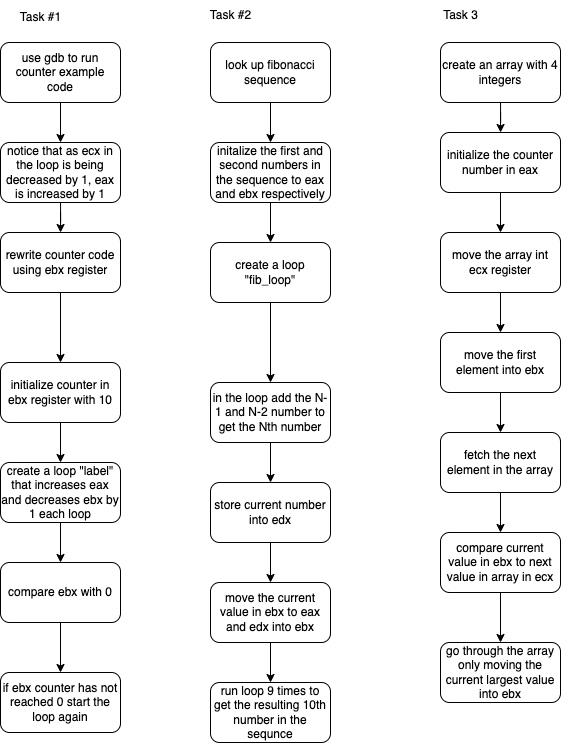 Task #1
use gdb to run
counter example
code
notice that as ecx in
the loop is being
decreased by 1, eax
is increased by 1
rewrite counter code
using ebx register
initialize counter in
ebx register with 10
create a loop "label"
that increases eax
and decreases ebx by
1 each loop
compare ebx with 0
if ebx counter has not
reached 0 start the
loop again
Task #2
look up fibonacci
sequence
initalize the first and
second numbers in
the sequence to eax
and ebx respectively
create a loop
"fib_loop"
in the loop add the N-
1 and N-2 number to
get the Nth number
store current number
into edx
move the current
value in ebx to eax
and edx into ebx
run loop 9 times to
get the resulting 10th
number in the
sequnce
Task 3
create an array with 4
integers
initialize the counter
number in eax
move the array int
ecx register
move the first
element into ebx
fetch the next
element in the array
compare current
value in ebx to next
value in array in ecx
go through the array
only moving the
current largest value
into ebx